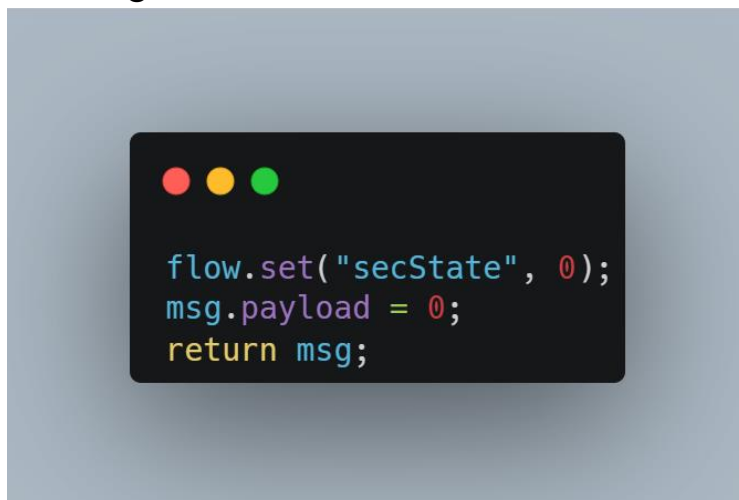 flow.set("secState", 0);
msg.payload = 0;
return msg;